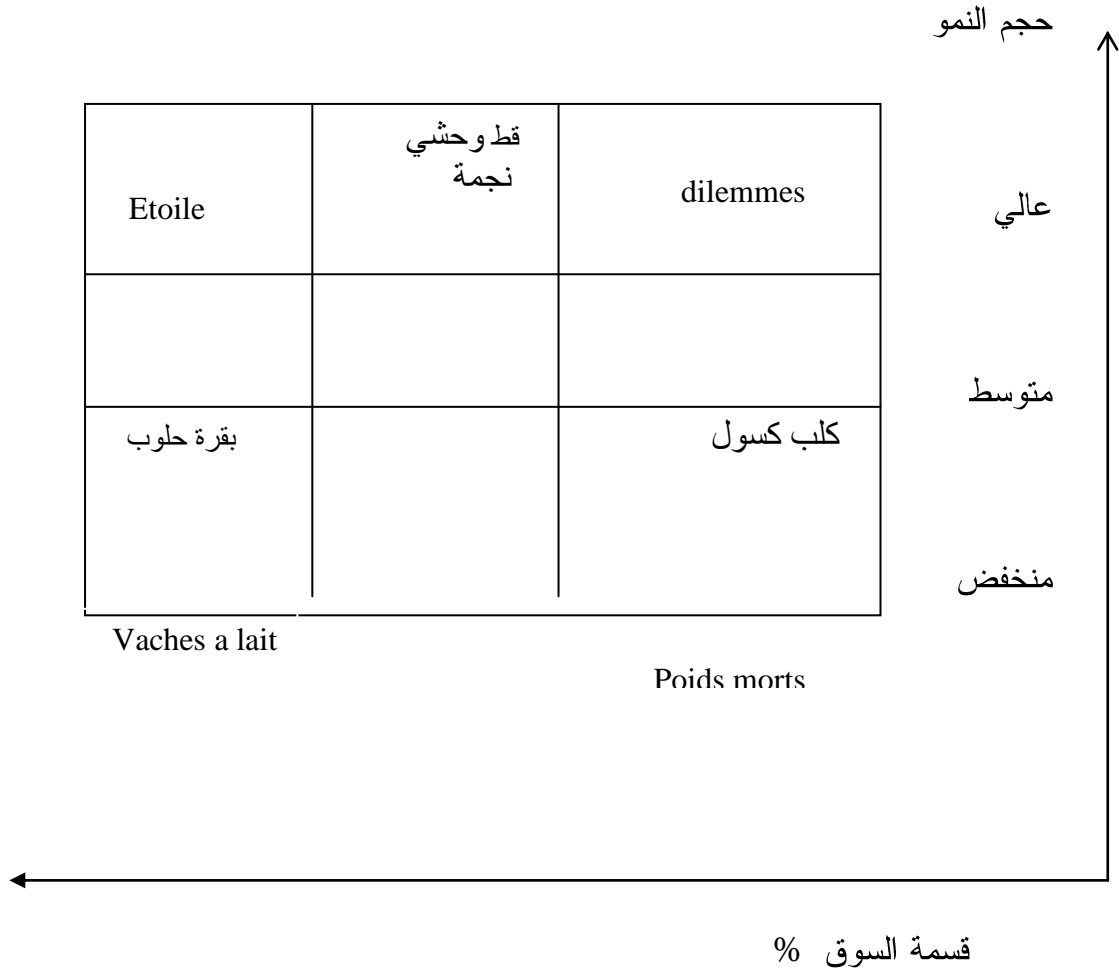 حجم النمو
قط وحشي
نجمة
Etoile
dilemmes
عالي
متوسط
بقرة حلوب
كلب كسول
منخفض
Vaches a lait
Poids morts
قسمة السوق %